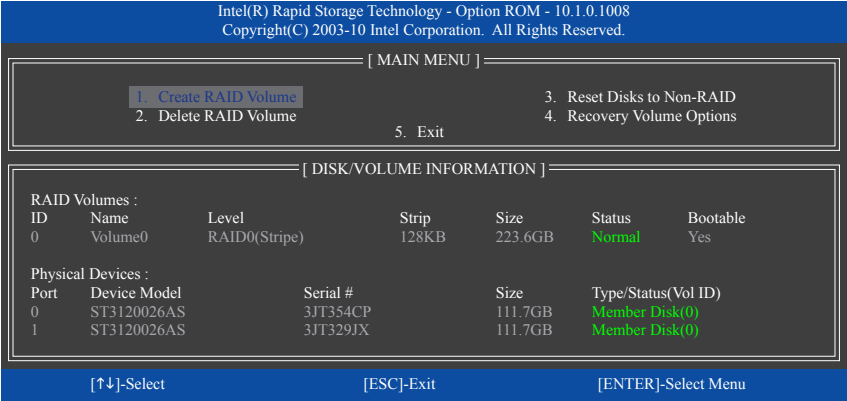 Intel(R) Rapid Storage Technology - Option ROM - 10.1.0.1008
Copyright(C) 2003-10 Intel Corporation.  All Rights Reserved.
[ MAIN MENU ]
1.  Create RAID Volume    3.  Reset Disks to Non-RAID
2.  Delete RAID Volume    4.  Recovery Volume Options
5.  Exit
[ DISK/VOLUME INFORMATION ]
RAID Volumes :
ID    Name    Level    Strip    Size    Status    Bootable
0    Volume0    RAID0(Stripe)    128KB    223.6GB    Normal    Yes
Physical Devices :
Port    Device Model    Serial #    Size    Type/Status(Vol ID)
0    ST3120026AS    3JT354CP    111.7GB    Member Disk(0)
1    ST3120026AS    3JT329JX    111.7GB    Member Disk(0)
[↑↓]-Select    [ESC]-Exit    [ENTER]-Select Menu